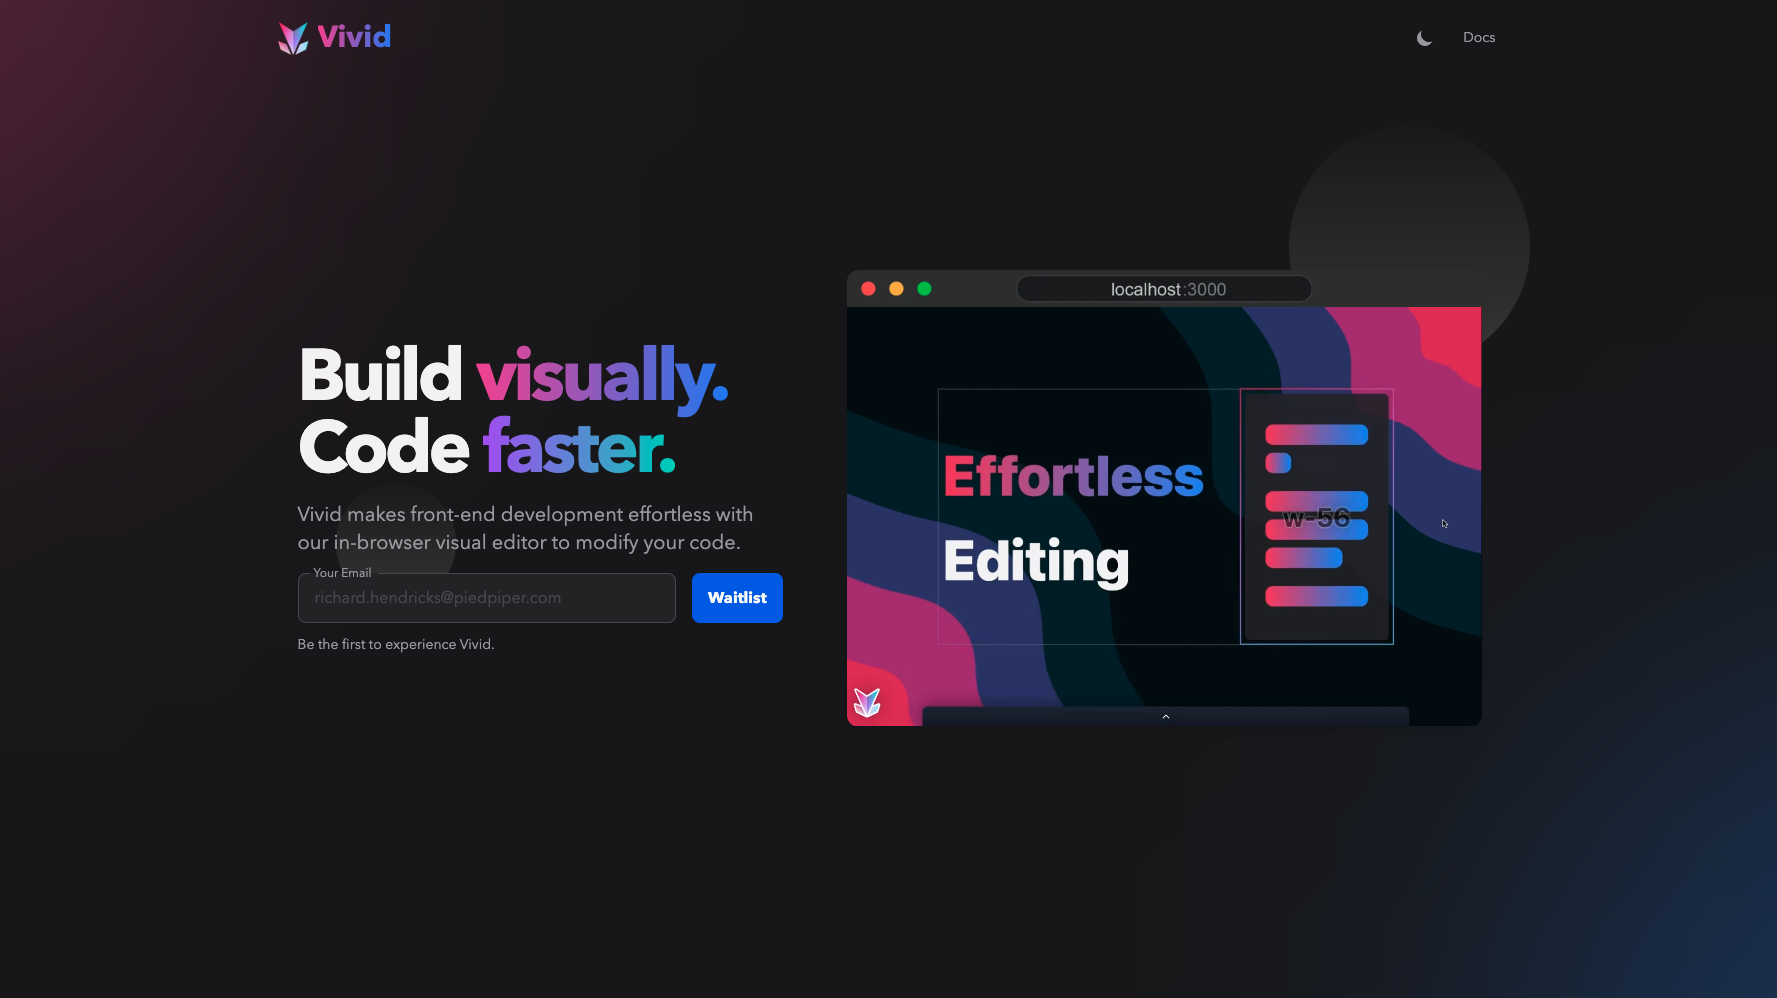 Vivid
Docs
Build visually.
Code faster.
Vivid makes front-end development effortless with
our in-browser visual editor to modify your code.
Your Email
richard.hendricks@piedpiper.com
Waitlist
Be the first to experience Vivid.
localhost:3000
Effortless
Editing
w-56